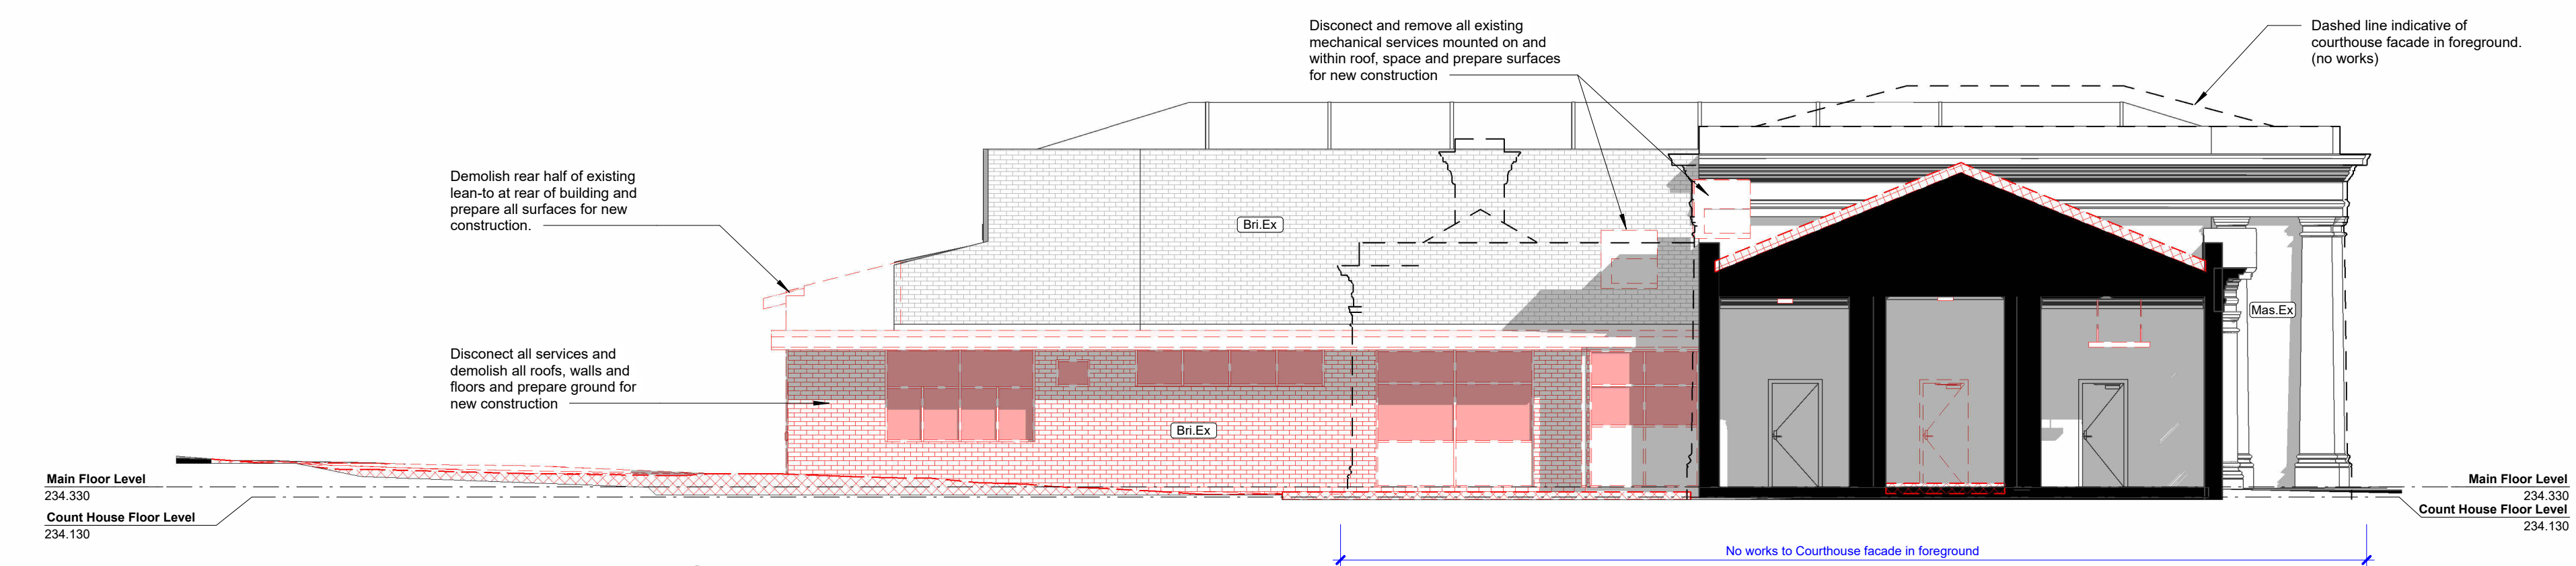 Disconect and remove all existing
mechanical services mounted on and
within roof, space and prepare surfaces
for new construction
Dashed line indicative of
courthouse facade in foreground.
(no works)
Demolish rear half of existing
lean-to at rear of building and
prepare all surfaces for new
construction.
Bri.Ex
Mas.Ex
Disconect all services and
demolish all roofs, walls and
floors and prepare ground for
new construction
Bri.Ex
Main Floor Level
234.330
Count House Floor Level
234.130
Main Floor Level
234.330
Count House Floor Level
234.130
No works to Courthouse facade in foreground